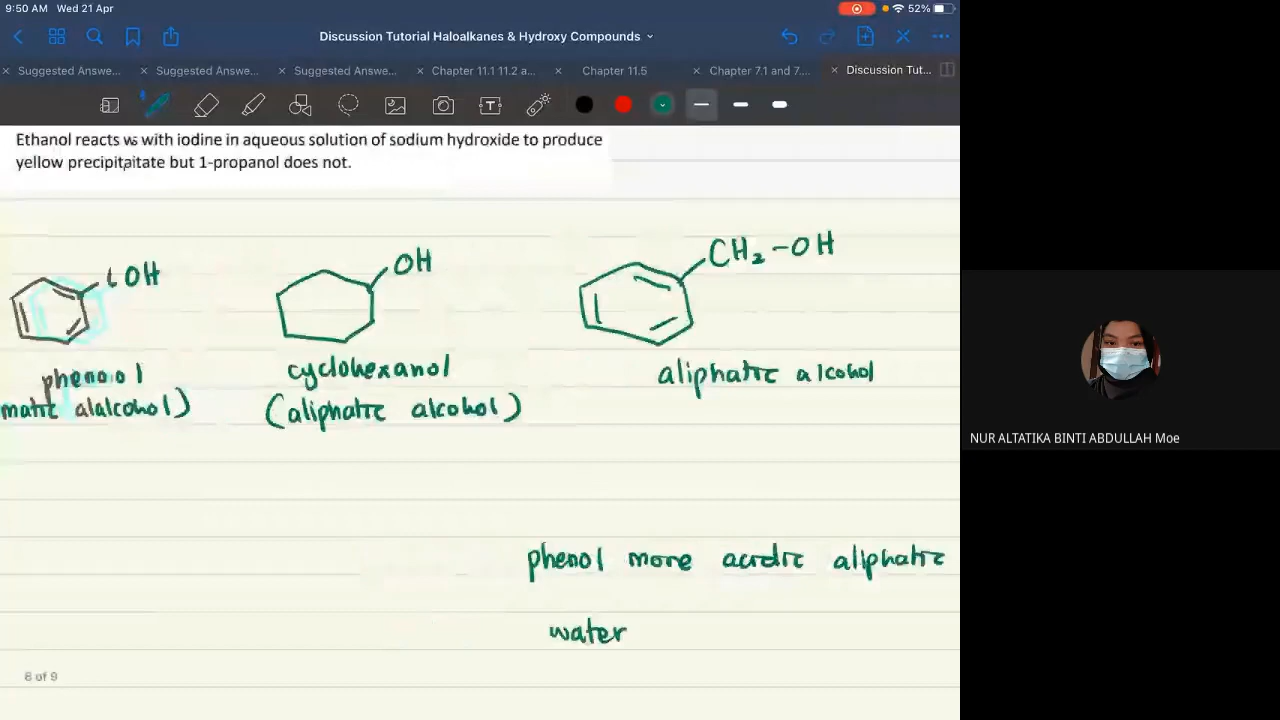 9:50 AM Wed 21 Apr 52%
Discussion Tutorial Haloalkanes & Hydroxy Compounds
Suggested Answe... Suggested Answe... Suggested Answe... Chapter 11.1 11.2 a... Chapter 11.5 Chapter 7.1 and 7.... Discussion Tut...
Ethanol reacts with iodine in aqueous solution of sodium hydroxide to produce
yellow precipitaitate but 1-propanol does not.
OH OH CH2-OH
phenol cyclohexanol aliphatic alcohol
matic alalcohol) (aliphatic alcohol)
phenol more acidic aliphatic
water
6 of 9
NUR ALTATIKA BINTI ABDULLAH Moe